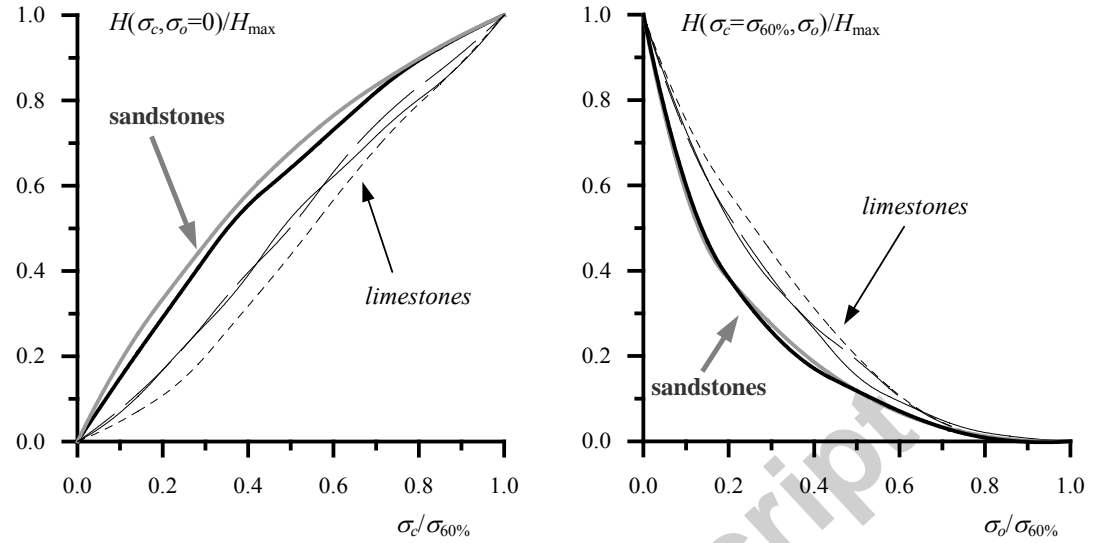 H(σc,σo=0)/Hmax
1.0
0.8
0.6
0.4
0.2
0.0
sandstones
limestones
0.0 0.2 0.4 0.6 0.8 1.0
σc/σ60%
H(σc=σ60%,σo)/Hmax
1.0
0.8
0.6
0.4
0.2
0.0
limestones
sandstones
0.0 0.2 0.4 0.6 0.8 1.0
σo/σ60%
script